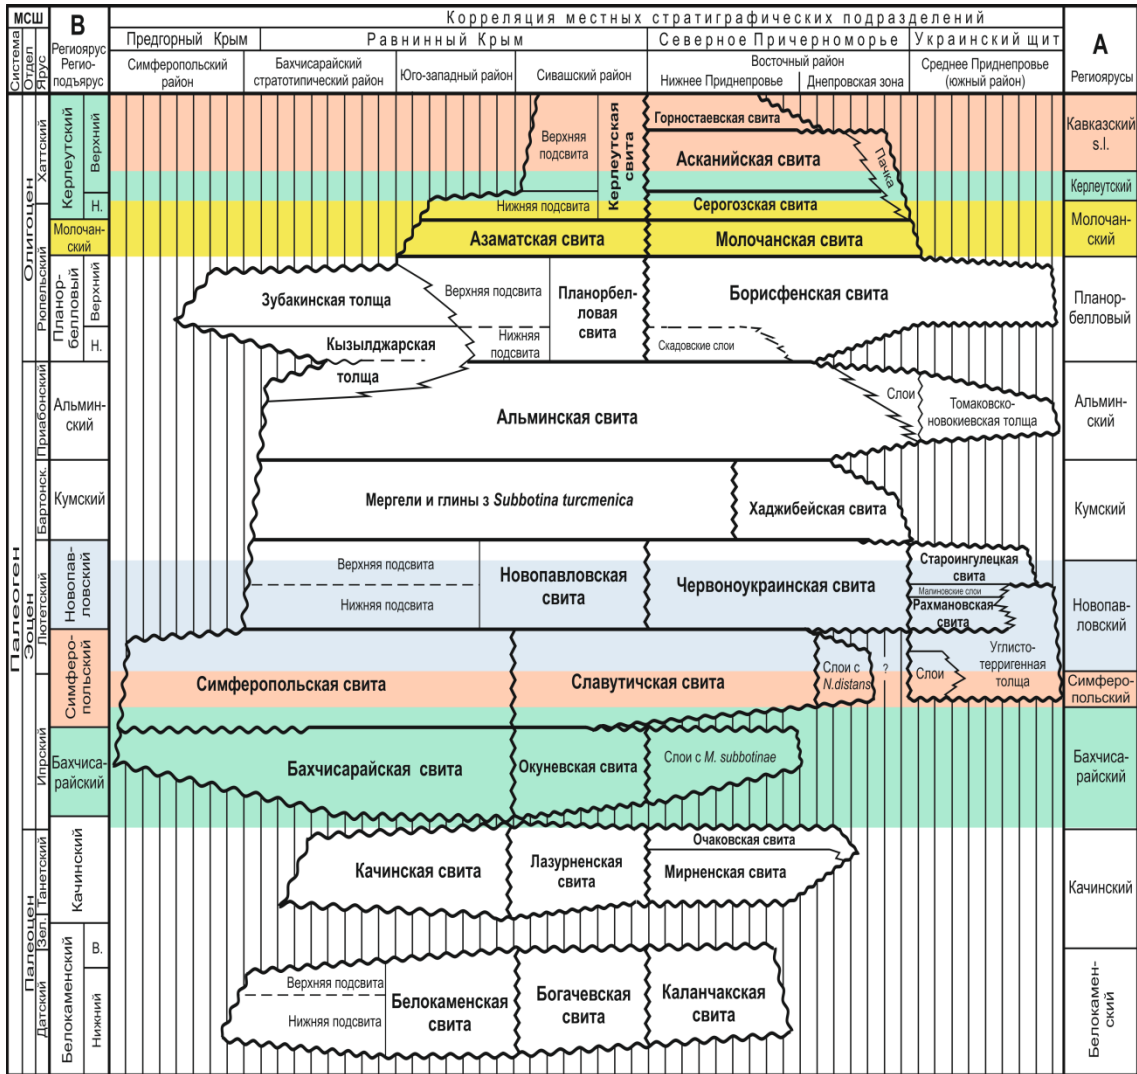 МСШ
Система
Отдел
Ярус
В
Региоярус
Регио-
подъярус
Корреляция местных стратиграфических подразделений
Предгорный Крым
Равнинный Крым
Северное Причерноморье
Украинский щит
Симферопольский
район
Бахчисарайский
стратотипический район
Юго-западный район
Сивашский район
Восточный район
Нижнее Приднепровье
Днепровская зона
Среднее Приднепровье
(южный район)
А
Региоярусы
Палеоген
Олигоцен
Эоцен
Палеоцен
Хаттский
Рюпельский
Приабонский
Бартонск.
Лютетский
Ипрский
Танетский
Зел.
Датский
Керлеутский
Верхний
Н.
Молочан-
ский
Планор-
белловый
Верхний
Н.
Альмин-
ский
Кумский
Новопав-
ловский
Симферо-
польский
Бахчиса-
райский
Качинский
Белокаменский
В.
Нижний
Верхняя
подсвита
Керлеутская
свита
Горностаевская свита
Асканийская свита
Пачка
Нижняя подсвита
Серогозская свита
Азаматская свита
Молочанская свита
Зубакинская толща
Верхняя подсвита
Планорбел-
ловая
свита
Борисфенская свита
Кызылджарская
толща
Нижняя
подсвита
Скадовские слои
Альминская свита
Слои
Томаковско-
новокиевская толща
Мергели и глины з Subbotina turcmenica
Хаджибейская свита
Верхняя подсвита
Нижняя подсвита
Новопавловская
свита
Червоноукраинская свита
Староингулецкая
свита
Малиновские слои
Рахмановская
свита
Симферопольская свита
Славутичская свита
Слои с
N.distans
?
Слои
Углисто-
терригенная
толща
Бахчисарайская свита
Окуневская свита
Слои с M. subbotinae
Качинская свита
Лазурненская
свита
Очаковская свита
Мирненская свита
Верхняя подсвита
Нижняя подсвита
Белокаменская
свита
Богачевская
свита
Каланчакская
свита
Кавказский
s.l.
Керлеутский
Молочан-
ский
Планор-
белловый
Альмин-
ский
Кумский
Новопав-
ловский
Симферо-
польский
Бахчиса-
райский
Качинский
Белокамен-
ский